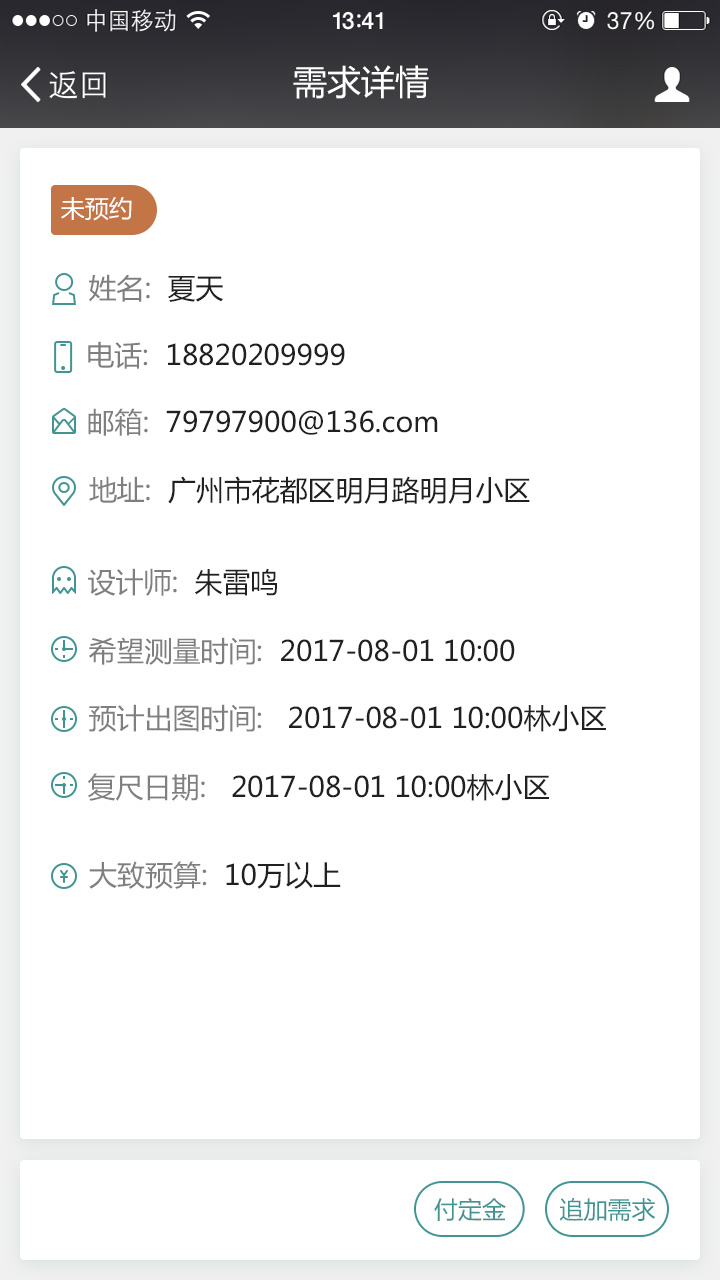 中国移动 13:41 37%
返回 需求详情
未预约
姓名: 夏天
电话: 18820209999
邮箱: 79797900@136.com
地址: 广州市花都区明月路明月小区
设计师: 朱雷鸣
希望测量时间: 2017-08-01 10:00
预计出图时间: 2017-08-01 10:00林小区
复尺日期: 2017-08-01 10:00林小区
大致预算: 10万以上
付定金 追加需求